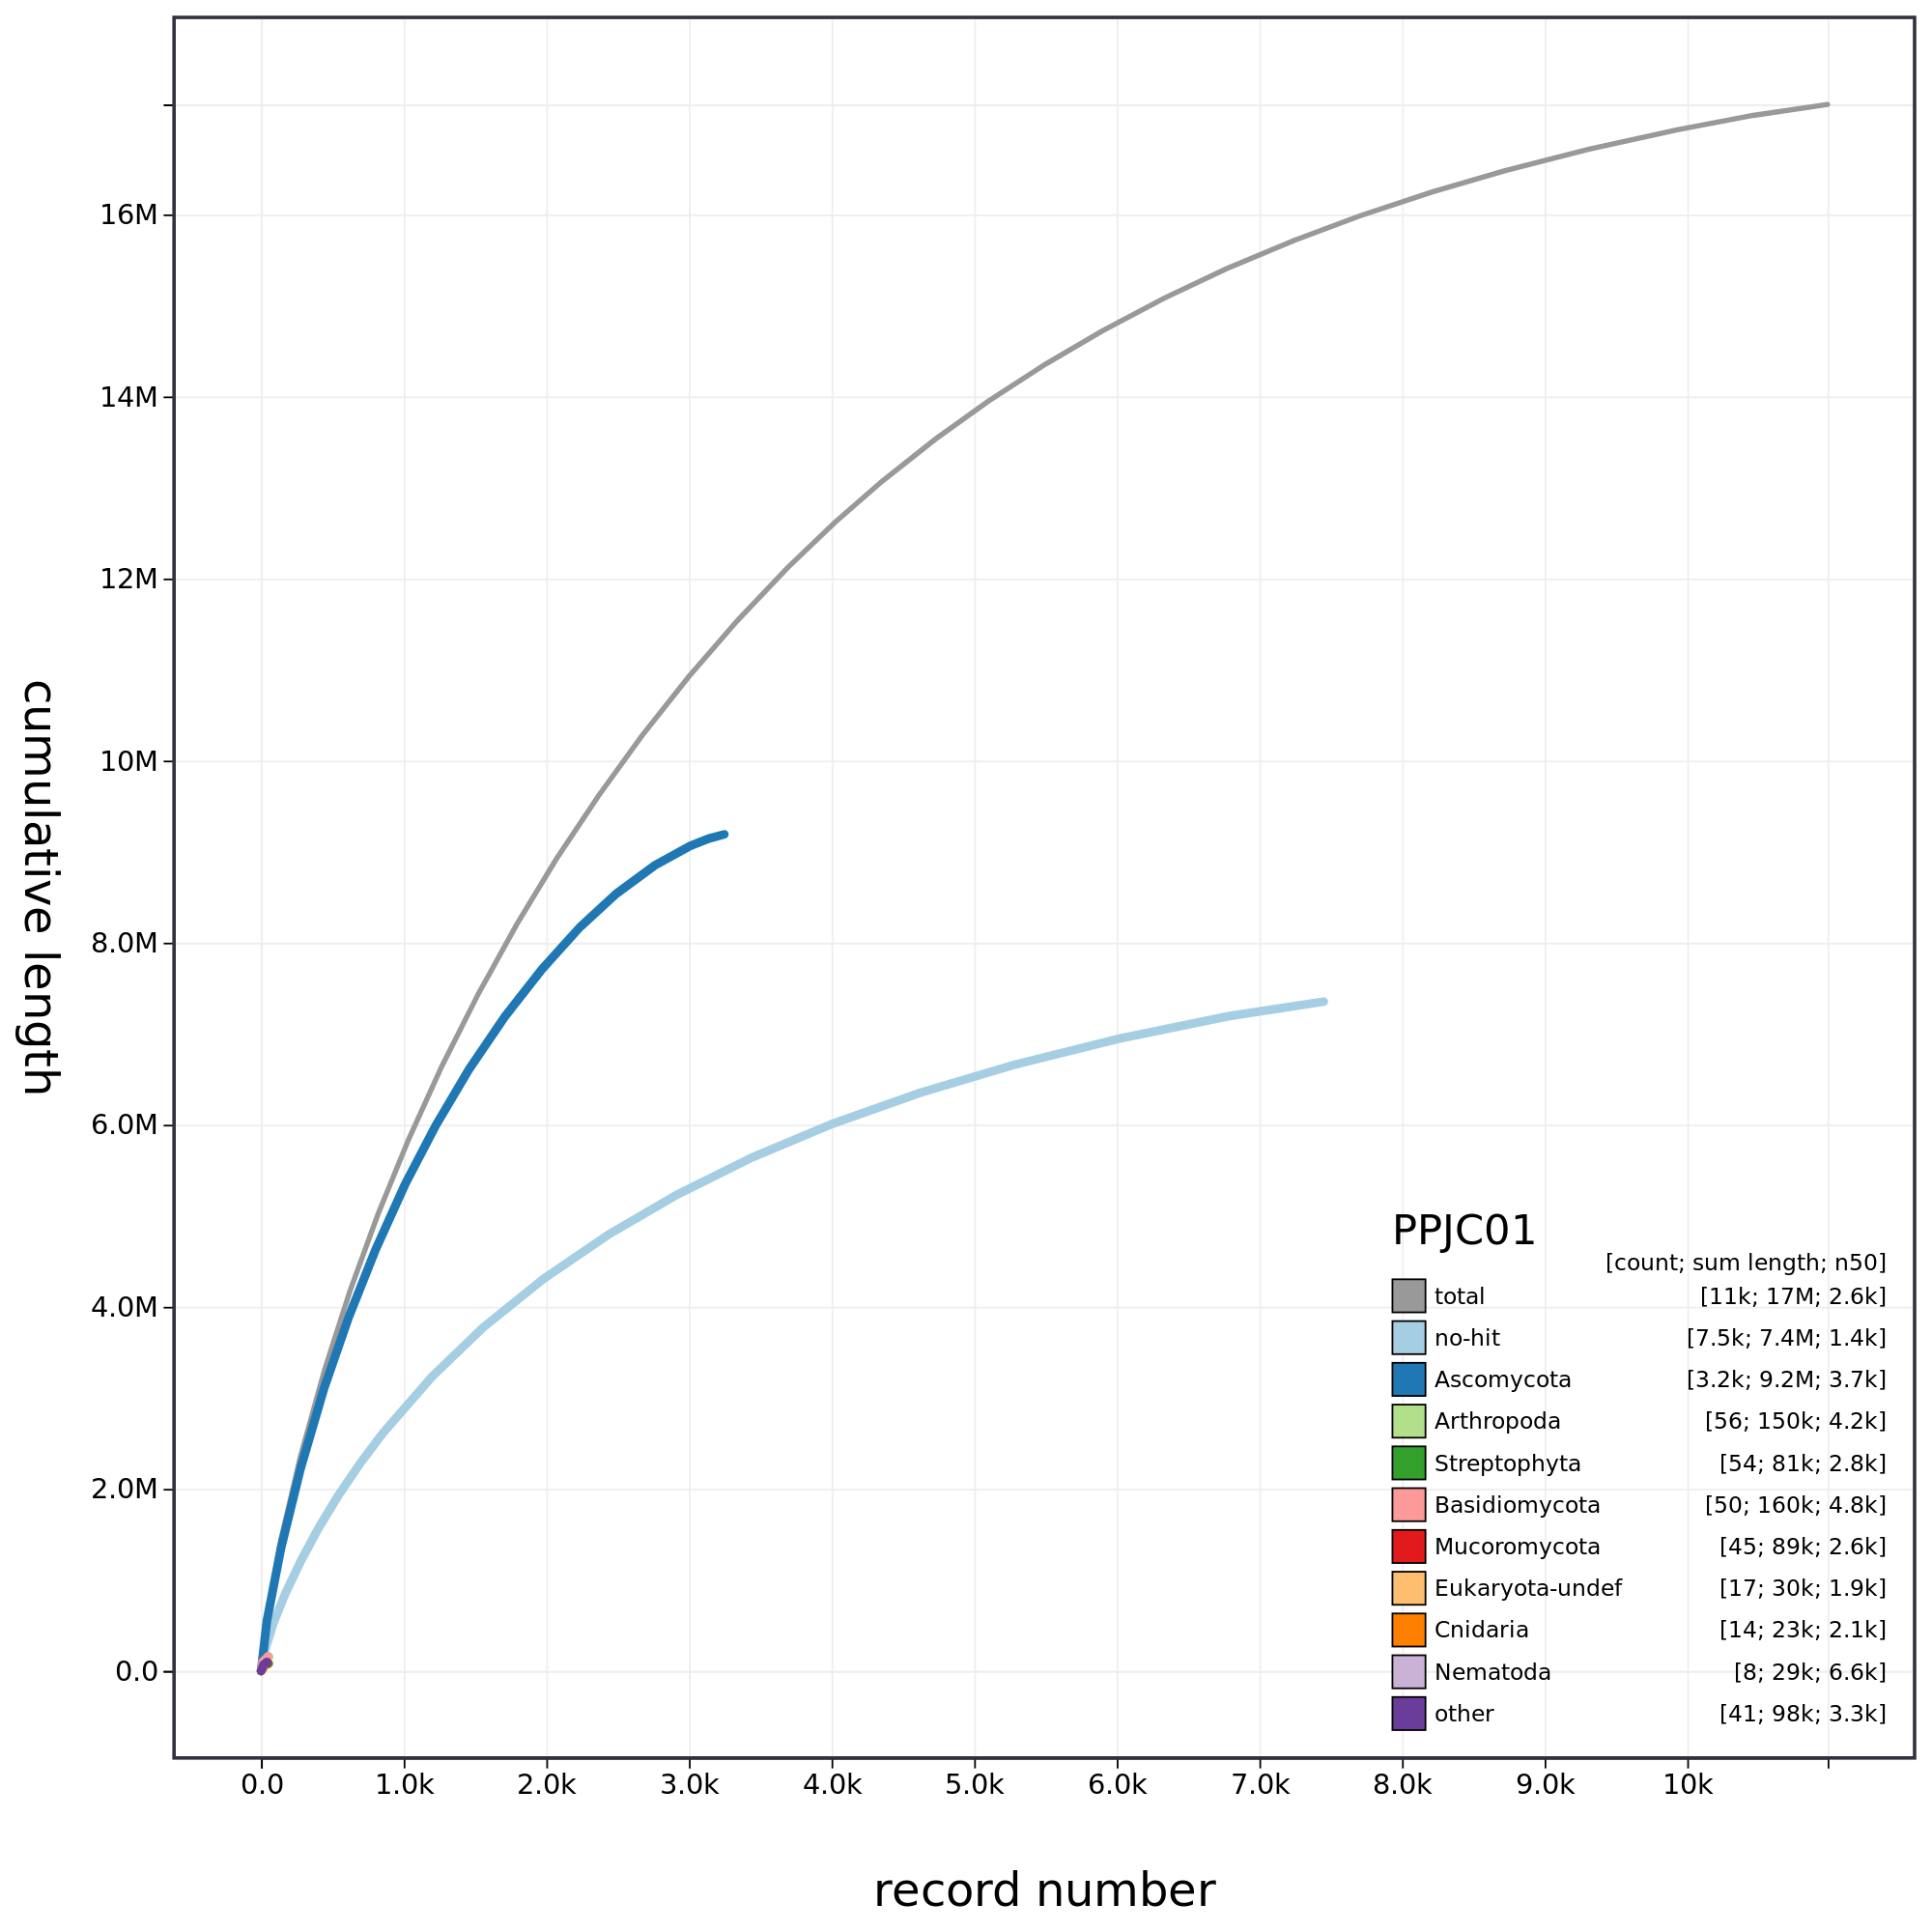 16M
14M
12M
10M
8.0M
6.0M
4.0M
2.0M
0.0
cumulative length
PPJC01
[count; sum length; n50]
total [11k; 17M; 2.6k]
no-hit [7.5k; 7.4M; 1.4k]
Ascomycota [3.2k; 9.2M; 3.7k]
Arthropoda [56; 150k; 4.2k]
Streptophyta [54; 81k; 2.8k]
Basidiomycota [50; 160k; 4.8k]
Mucoromycota [45; 89k; 2.6k]
Eukaryota-undef [17; 30k; 1.9k]
Cnidaria [14; 23k; 2.1k]
Nematoda [8; 29k; 6.6k]
other [41; 98k; 3.3k]
0.0 1.0k 2.0k 3.0k 4.0k 5.0k 6.0k 7.0k 8.0k 9.0k 10k
record number